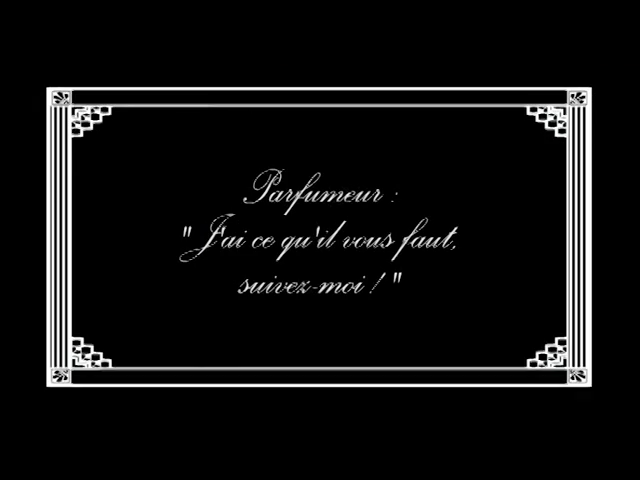 Parfumeur :
" J'ai ce qu'il vous faut,
suivez-moi ! "